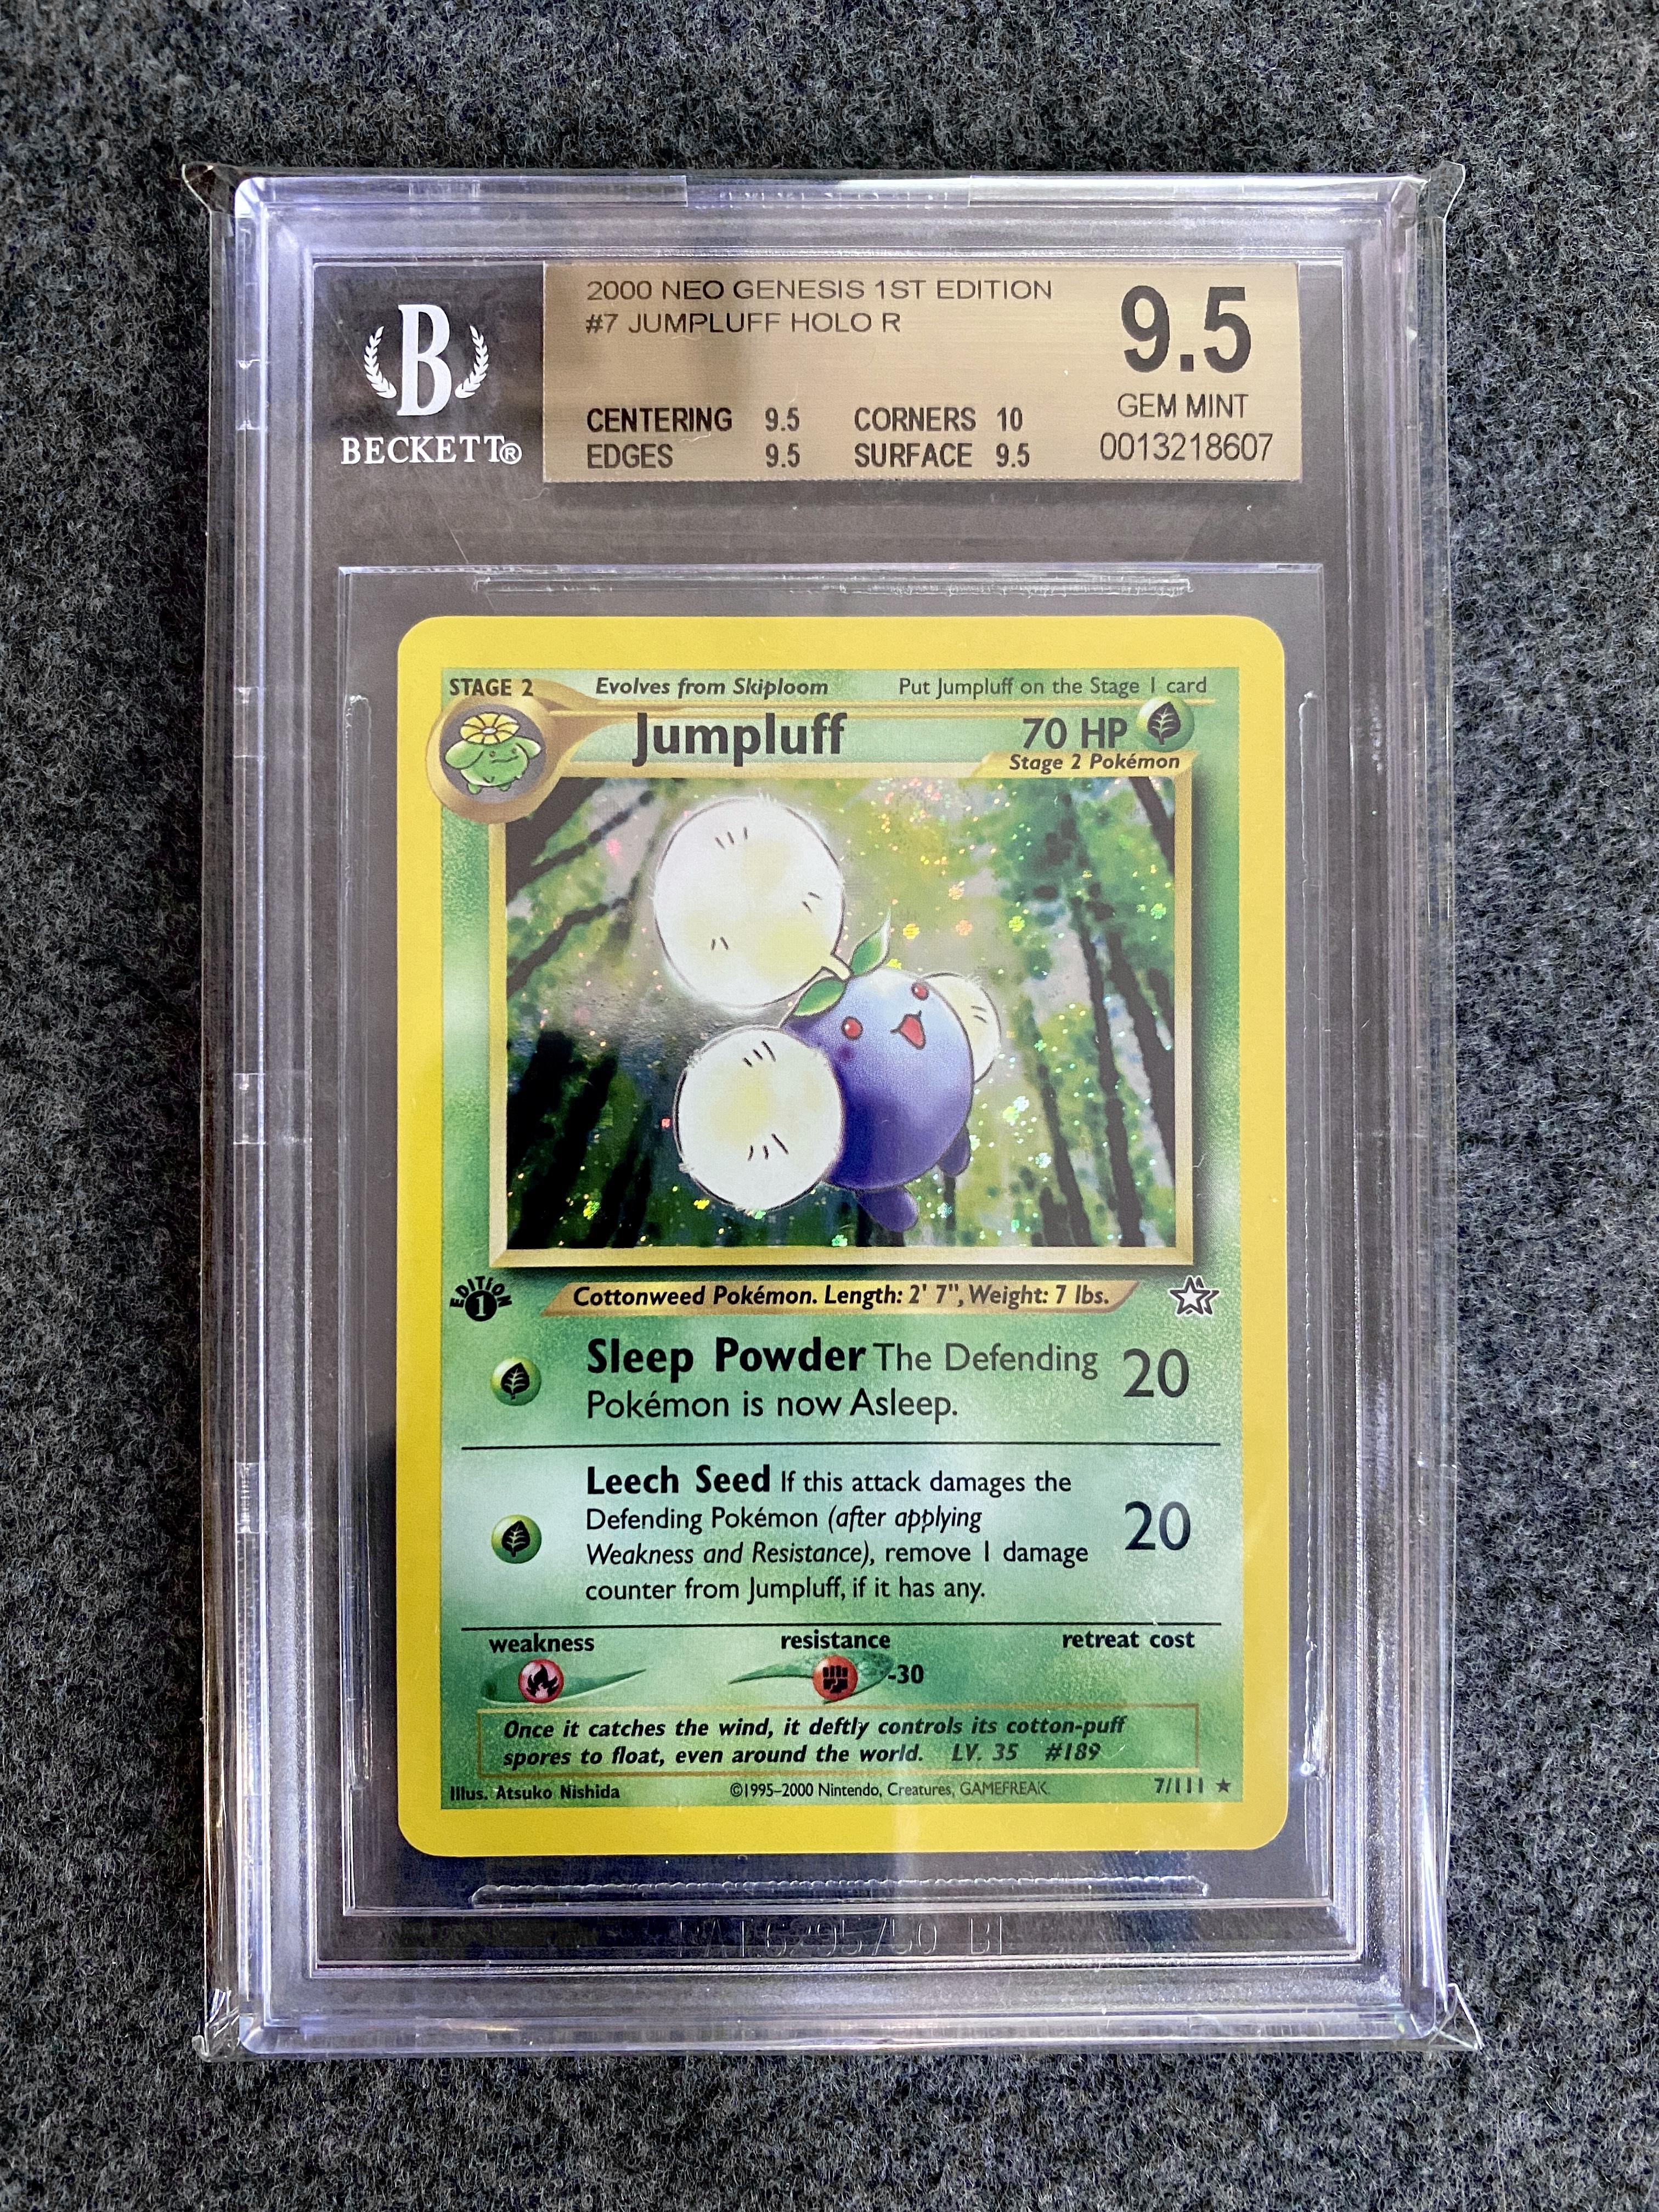 B
BECKETT®
2000 NEO GENESIS 1ST EDITION
#7 JUMPLUFF HOLO R
9.5
GEM MINT
0013218607
CENTERING 9.5 CORNERS 10
EDGES 9.5 SURFACE 9.5
STAGE 2 Evolves from Skiploom Put Jumpluff on the Stage 1 card
Jumpluff 70 HP
Stage 2 Pokémon
EDITION
1
Cottonweed Pokémon. Length: 2' 7", Weight: 7 lbs.
Sleep Powder The Defending 20
Pokémon is now Asleep.
Leech Seed If this attack damages the
Defending Pokémon (after applying 20
Weakness and Resistance), remove 1 damage
counter from Jumpluff, if it has any.
weakness resistance retreat cost
-30
Once it catches the wind, it deftly controls its cotton-puff
spores to float, even around the world. LV. 35 #189
Illus. Atsuko Nishida ©1995–2000 Nintendo, Creatures, GAMEFREAK. 7/111 ★